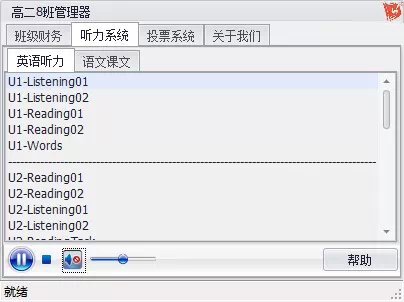 高二8班管理器
班级财务 听力系统 投票系统 关于我们
英语听力 语文课文
U1-Listening01
U1-Listening02
U1-Reading01
U1-Reading02
U1-Words
U2-Reading01
U2-Reading02
U2-Listening01
U2-Listening02
U2-ReadingTask
帮助
就绪